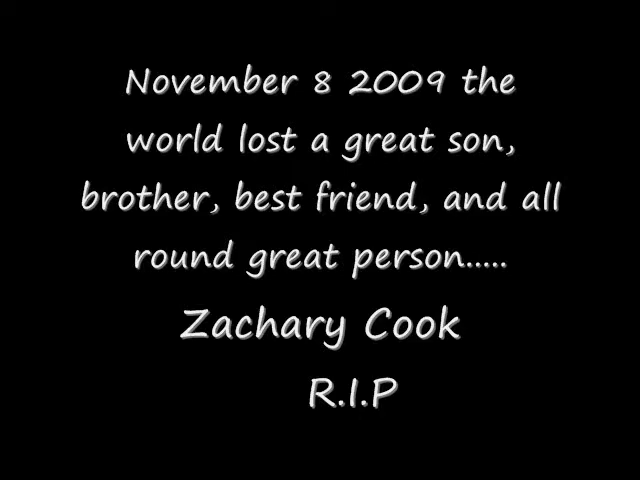 November 8 2009 the
world lost a great son,
brother, best friend, and all
round great person.....
Zachary Cook
R.I.P